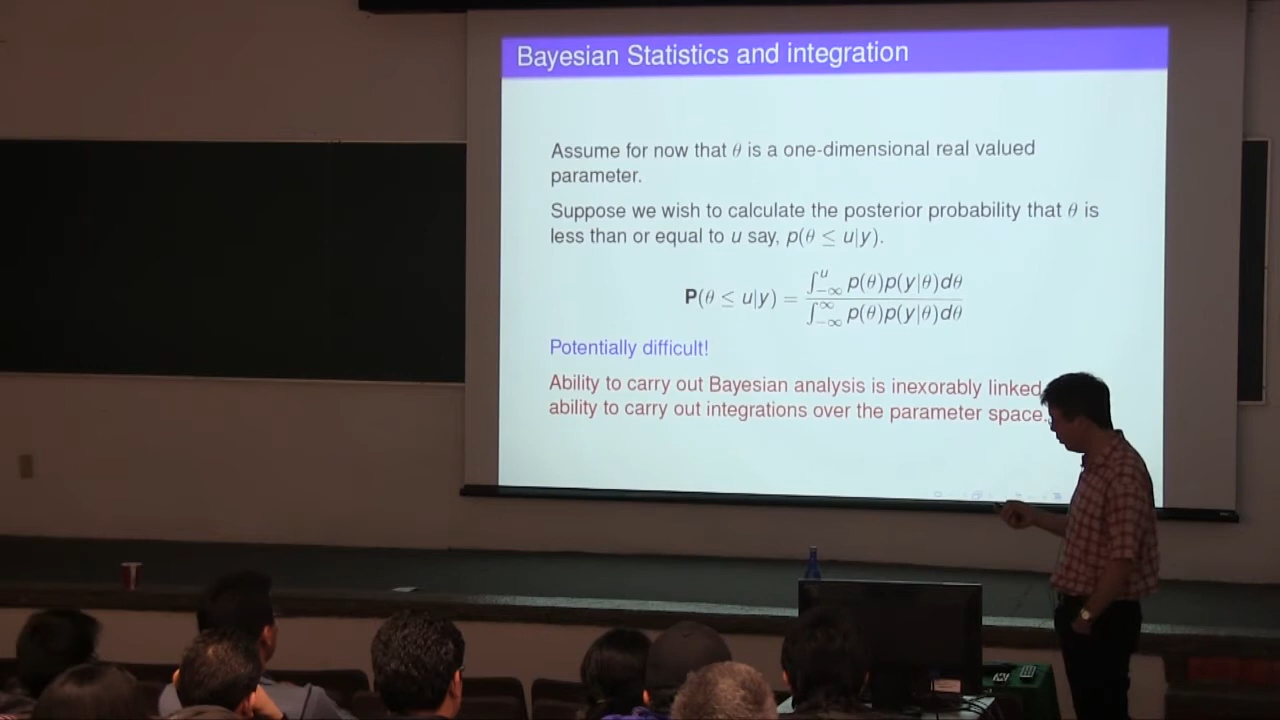 Bayesian Statistics and integration
Assume for now that θ is a one-dimensional real valued
parameter.
Suppose we wish to calculate the posterior probability that θ is
less than or equal to u say, p(θ ≤ u|y).
P(θ ≤ u|y) = ∫_{-∞}^{u} p(θ)p(y|θ)dθ / ∫_{-∞}^{∞} p(θ)p(y|θ)dθ
Potentially difficult!
Ability to carry out Bayesian analysis is inexorably linked
ability to carry out integrations over the parameter space.